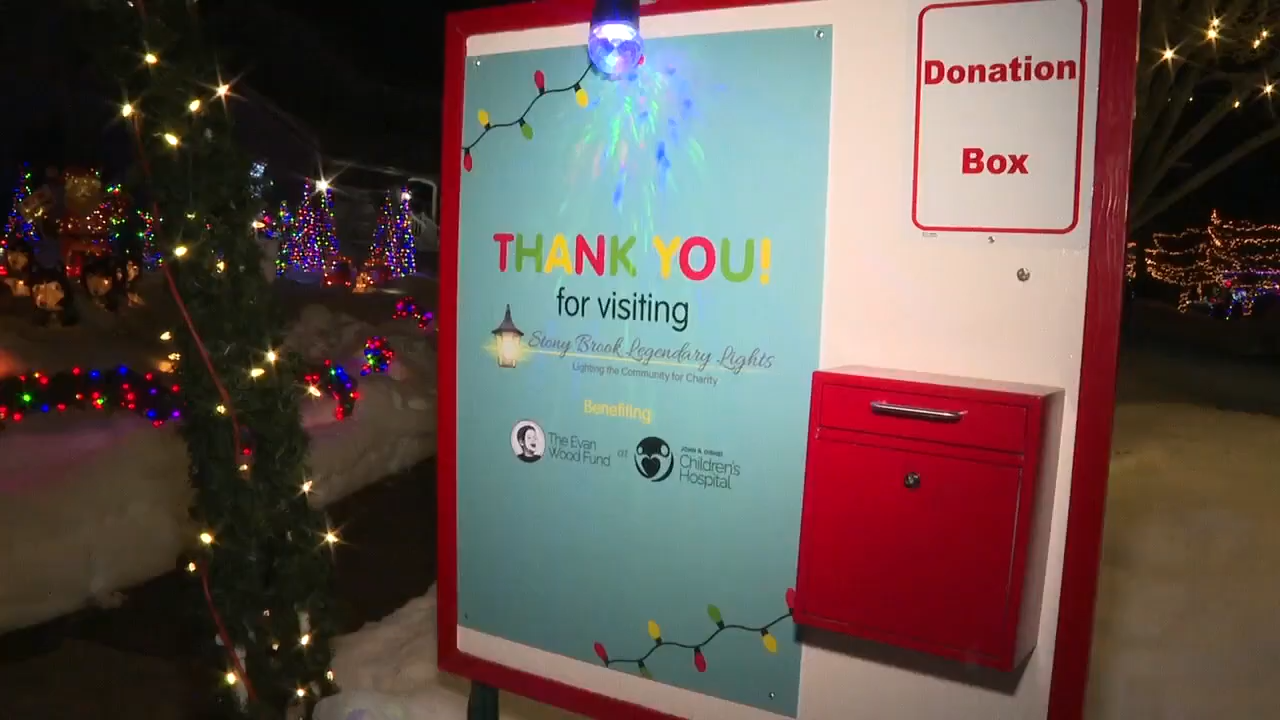 Donation
Box
THANK YOU!
for visiting
Stony Brook Legendary Lights
Lighting the Community for Charity
Benefiting
The Evan
Wood Fund
at
Children's
Hospital